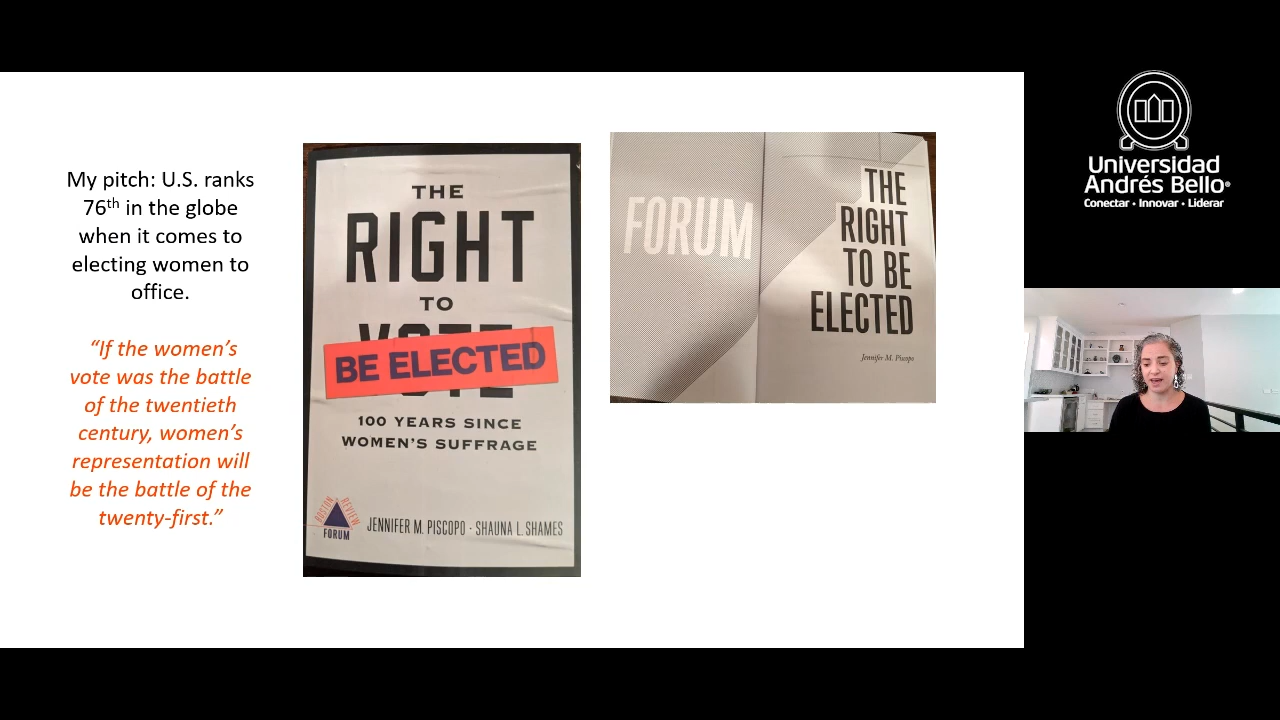 My pitch: U.S. ranks
76th in the globe
when it comes to
electing women to
office.
“If the women’s
vote was the battle
of the twentieth
century, women’s
representation will
be the battle of the
twenty-first.”
THE
RIGHT
TO
VOTE
BE ELECTED
100 YEARS SINCE
WOMEN'S SUFFRAGE
BOSTON REVIEW
FORUM
JENNIFER M. PISCOPO · SHAUNA L. SHAMES
FORUM
THE
RIGHT
TO BE
ELECTED
Jennifer M. Piscopo
Universidad
Andrés Bello®
Conectar • Innovar • Liderar